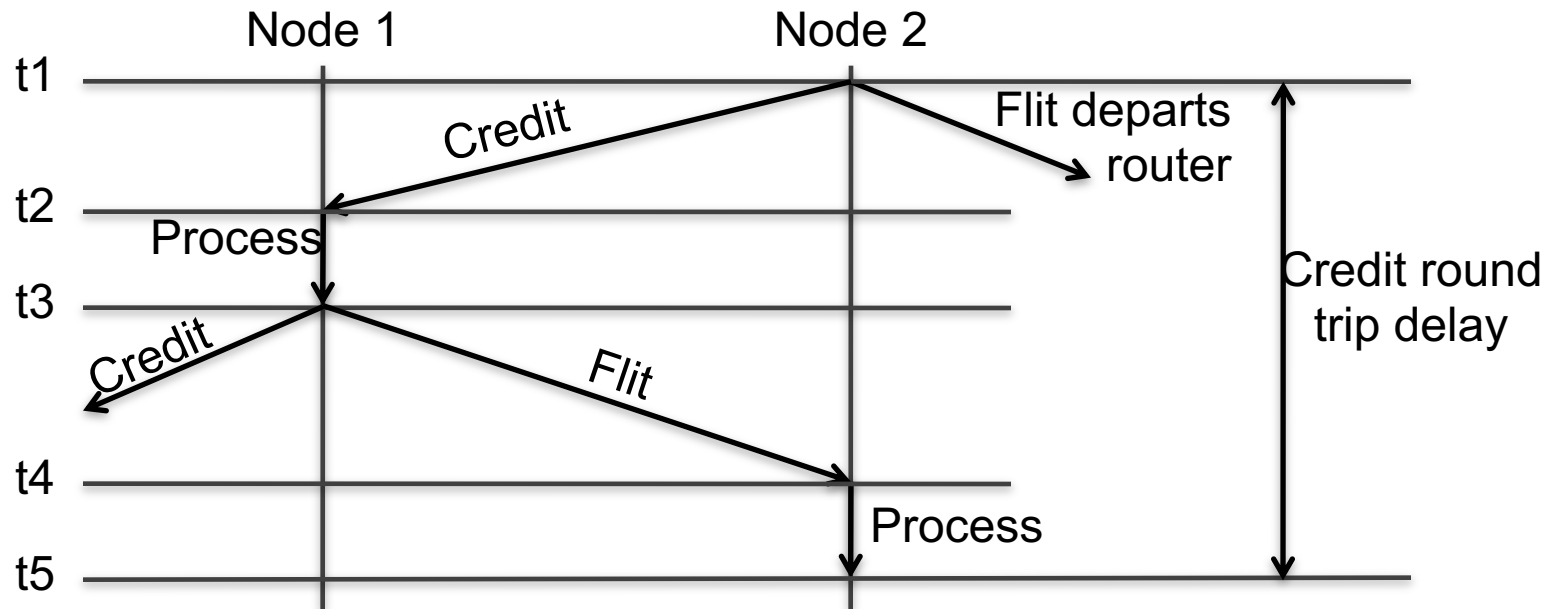 Node 1
Node 2
t1
Flit departs
router
Credit
t2
Process
Credit round
trip delay
t3
Credit
Flit
t4
Process
t5